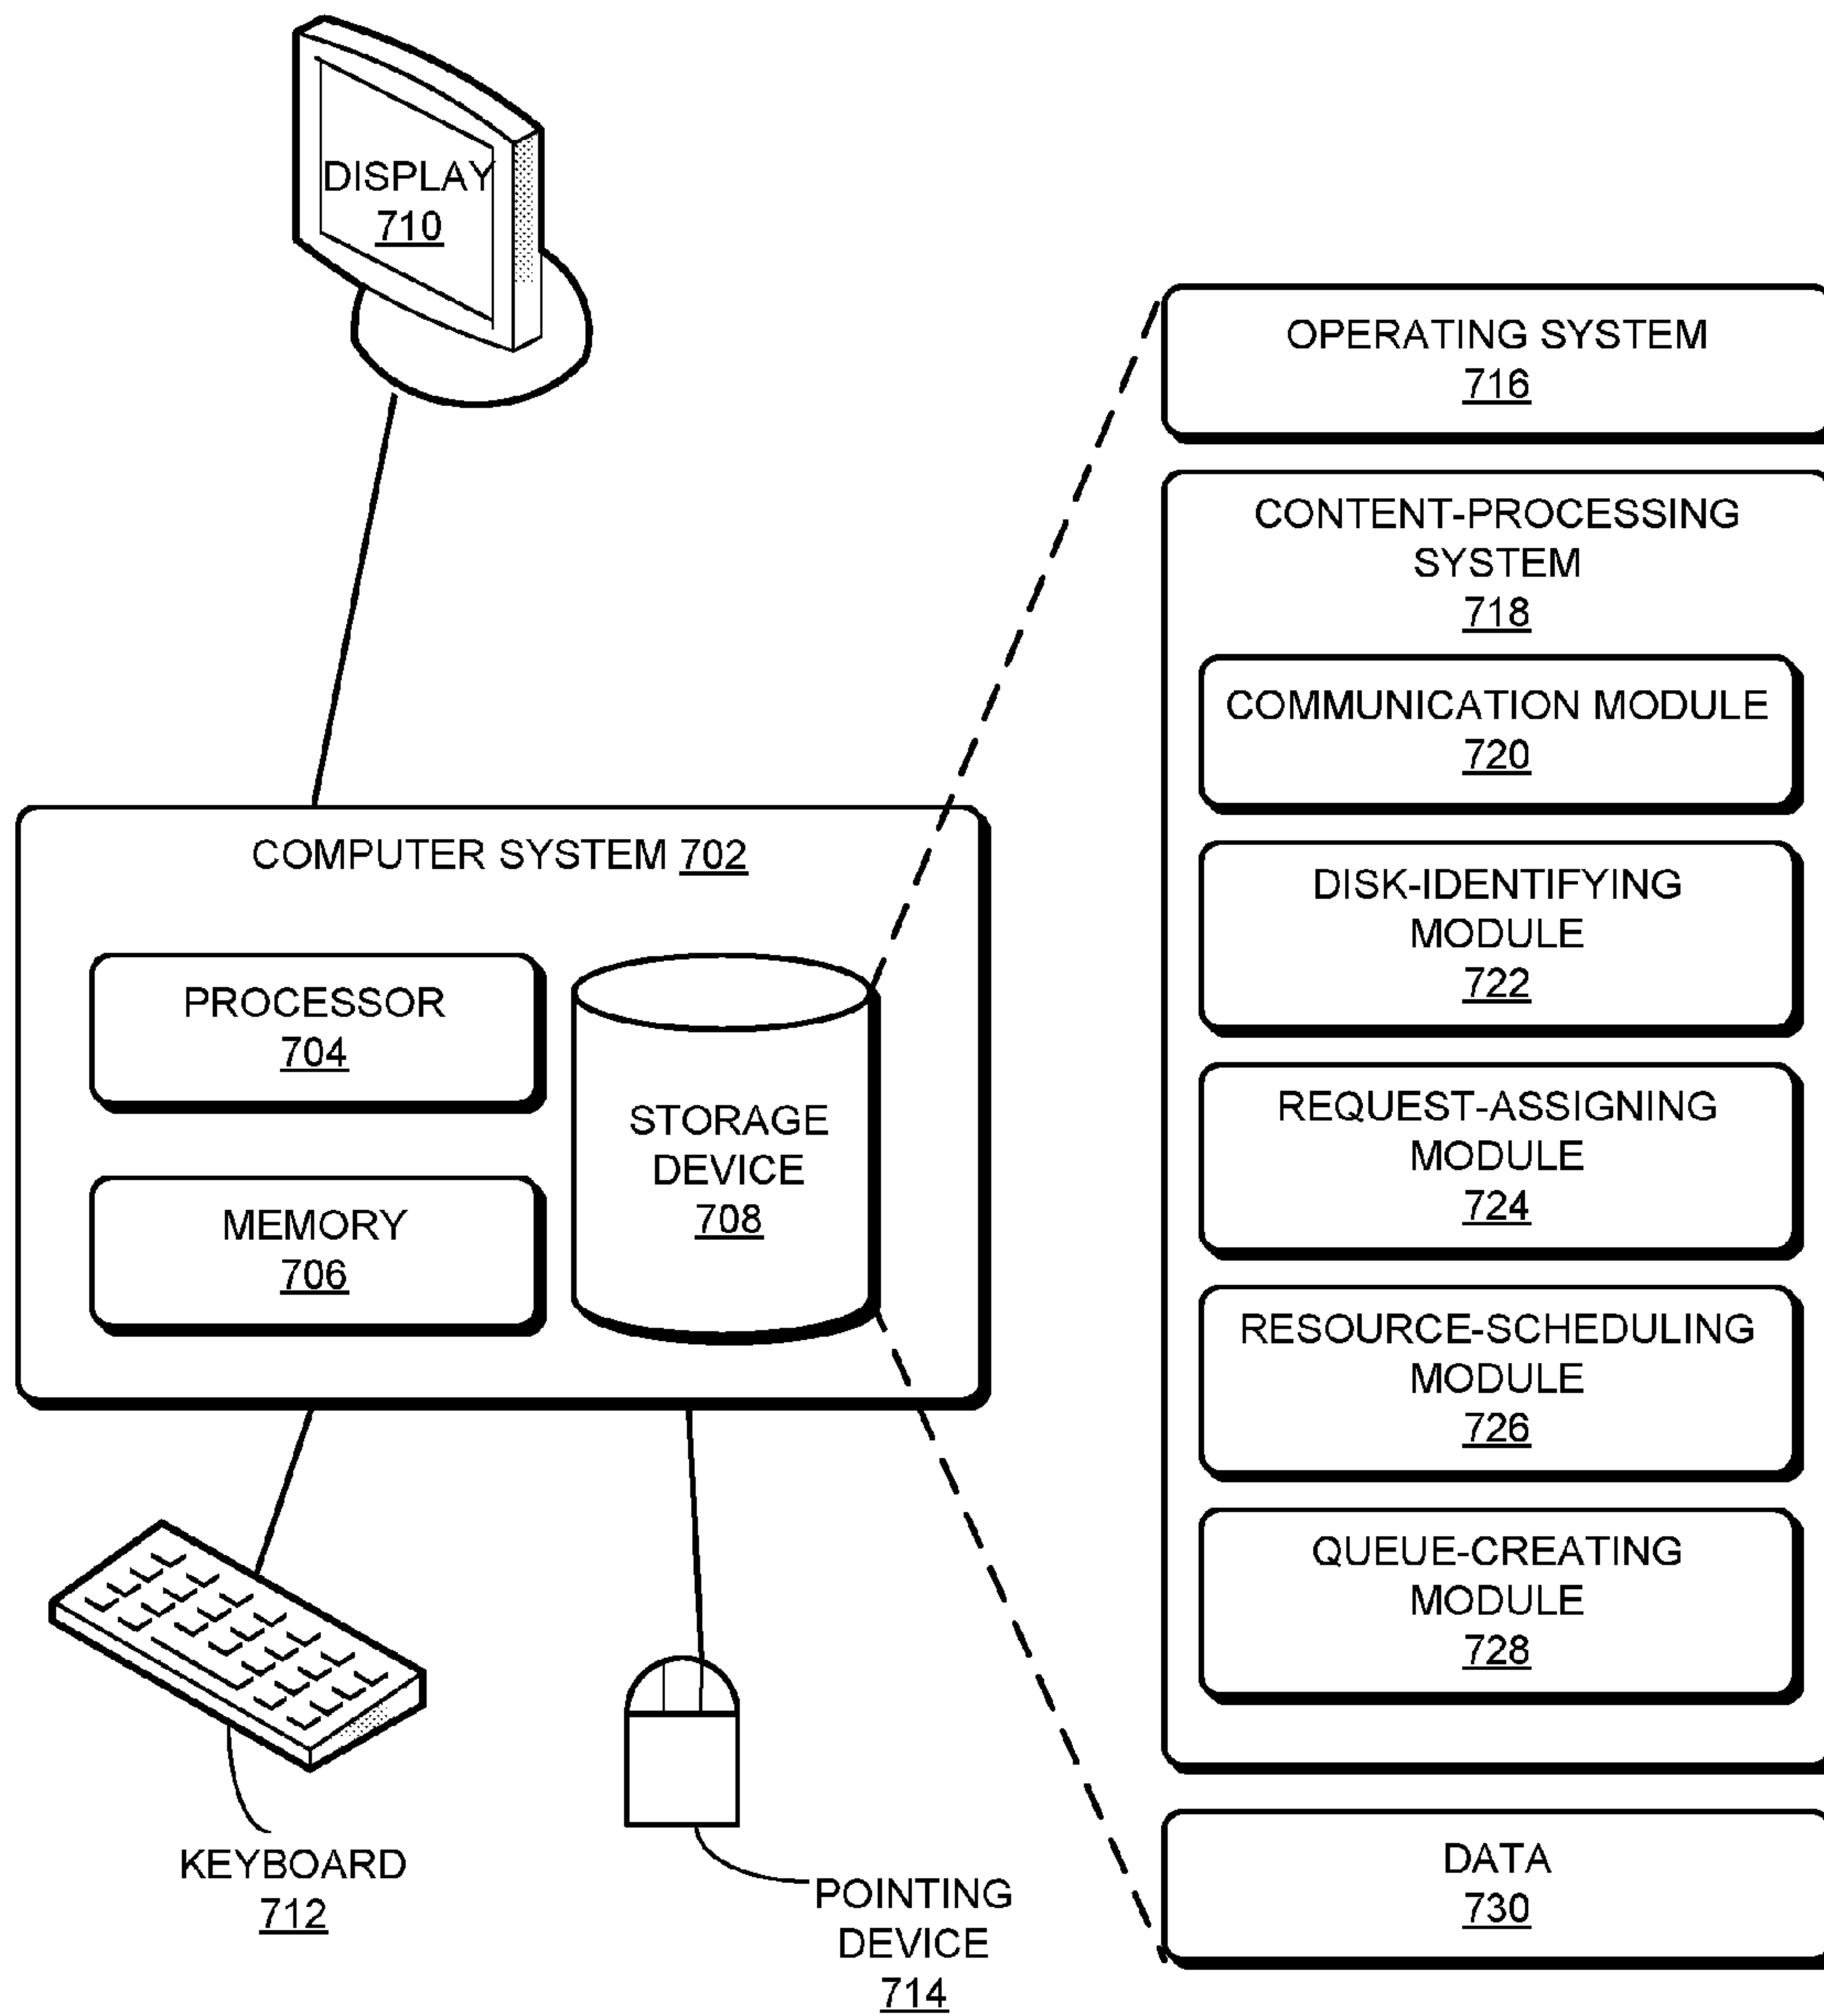 DISPLAY
710
OPERATING SYSTEM
716
CONTENT-PROCESSING
SYSTEM
718
COMMUNICATION MODULE
720
DISK-IDENTIFYING
MODULE
722
REQUEST-ASSIGNING
MODULE
724
RESOURCE-SCHEDULING
MODULE
726
QUEUE-CREATING
MODULE
728
DATA
730
COMPUTER SYSTEM 702
PROCESSOR
704
MEMORY
706
STORAGE
DEVICE
708
KEYBOARD
712
POINTING
DEVICE
714